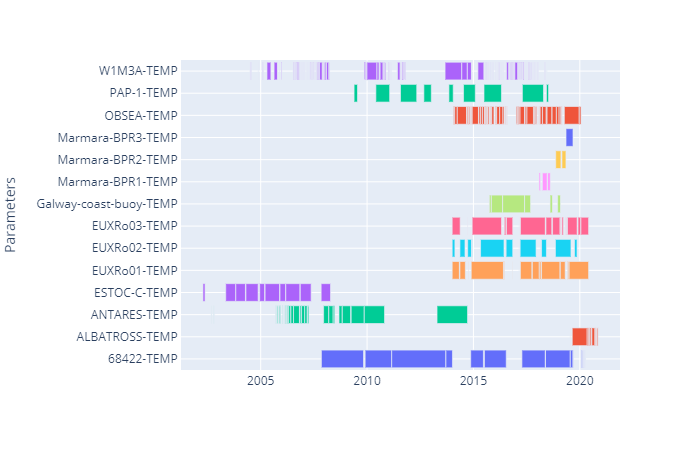 W1M3A-TEMP
PAP-1-TEMP
OBSEA-TEMP
Marmara-BPR3-TEMP
Marmara-BPR2-TEMP
Marmara-BPR1-TEMP
Galway-coast-buoy-TEMP
EUXRo03-TEMP
EUXRo02-TEMP
EUXRo01-TEMP
ESTOC-C-TEMP
ANTARES-TEMP
ALBATROSS-TEMP
68422-TEMP
Parameters
2005 2010 2015 2020